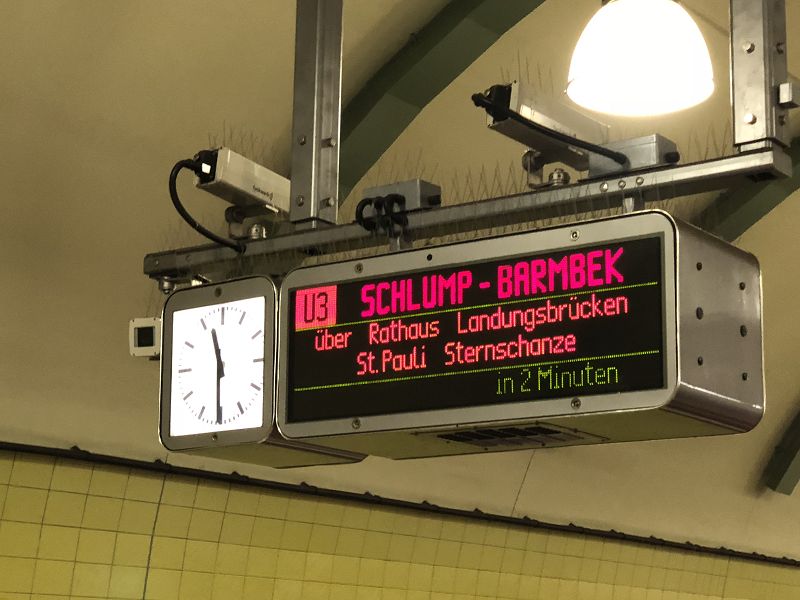 U3 SCHLUMP - BARMBEK
über Rathaus Landungsbrücken
St.Pauli Sternschanze
in 2 Minuten